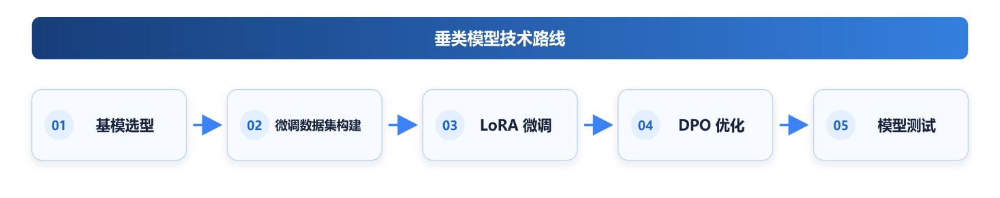 垂类模型技术路线
01 基模选型
02 微调数据集构建
03 LoRA 微调
04 DPO 优化
05 模型测试